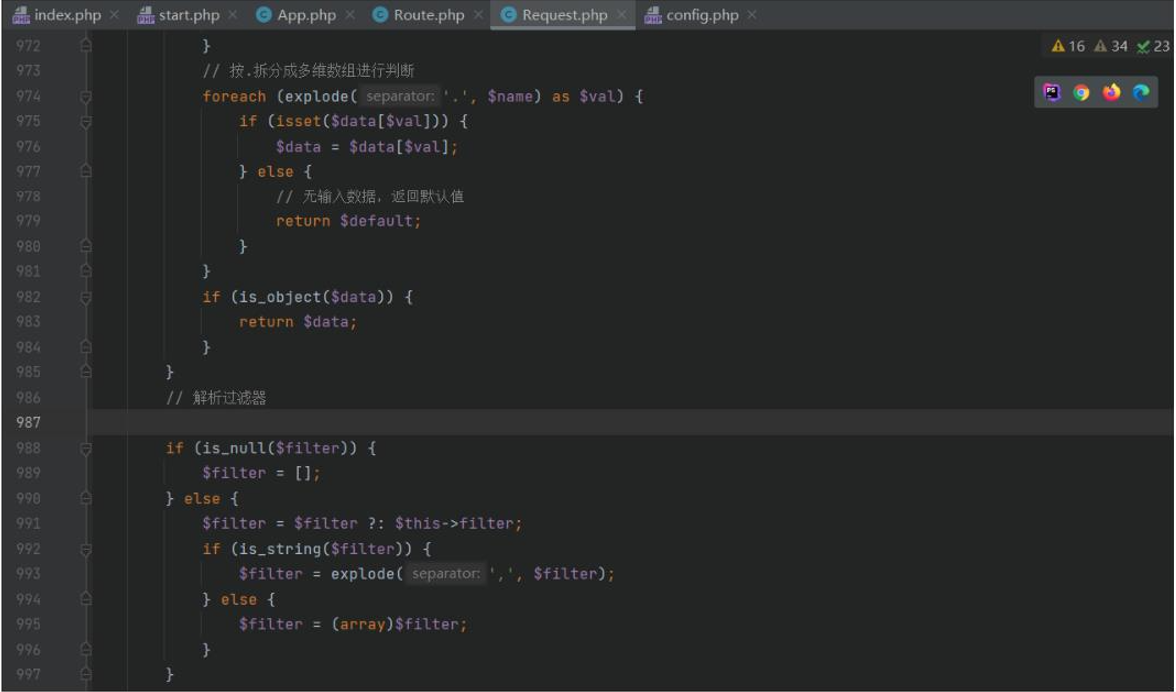 index.php start.php App.php Route.php Request.php config.php
16 34 23
972 }
973 // 按.拆分成多维数组进行判断
974 foreach (explode( separator: '.', $name) as $val) {
975 if (isset($data[$val])) {
976 $data = $data[$val];
977 } else {
978 // 无输入数据，返回默认值
979 return $default;
980 }
981 }
982 if (is_object($data)) {
983 return $data;
984 }
985 }
986 // 解析过滤器
987
988 if (is_null($filter)) {
989 $filter = [];
990 } else {
991 $filter = $filter ?: $this->filter;
992 if (is_string($filter)) {
993 $filter = explode( separator: ',', $filter);
994 } else {
995 $filter = (array)$filter;
996 }
997 }